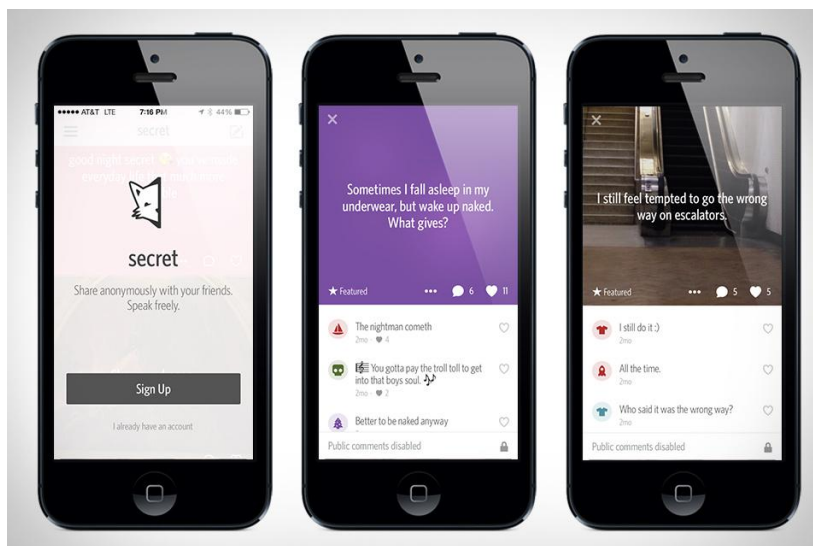 AT&T LTE 7:16 PM 44%
secret
good night secret
secret
Share anonymously with your friends.
Speak freely.
Sign Up
I already have an account
Sometimes I fall asleep in my
underwear, but wake up naked.
What gives?
Featured ••• 6 11
The nightman cometh
2mo · 4
You gotta pay the troll toll to get
into that boys soul.
2mo · 2
Better to be naked anyway
Public comments disabled
I still feel tempted to go the wrong
way on escalators.
Featured ••• 5 5
I still do it :)
2mo
All the time.
2mo
Who said it was the wrong way?
2mo
Public comments disabled